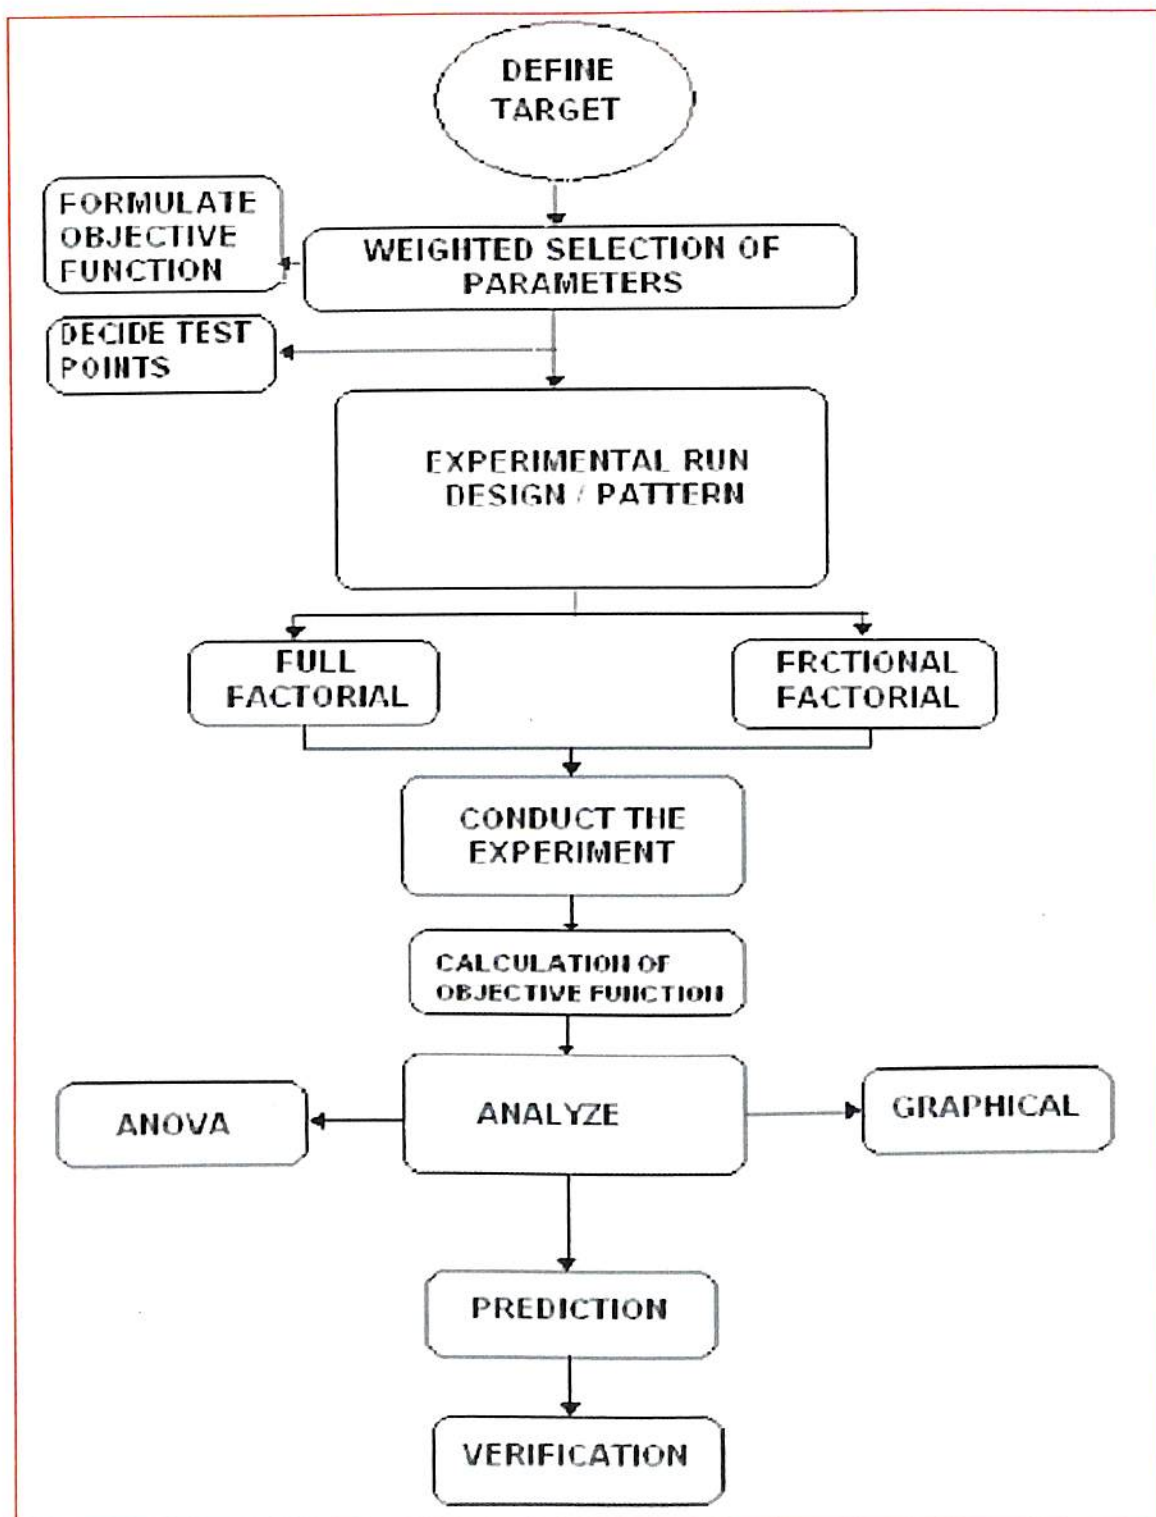 DEFINE
TARGET
FORMULATE
OBJECTIVE
FUNCTION
WEIGHTED SELECTION OF
PARAMETERS
DECIDE TEST
POINTS
EXPERIMENTAL RUN
DESIGN / PATTERN
FULL
FACTORIAL
FRCTIONAL
FACTORIAL
CONDUCT THE
EXPERIMENT
CALCULATION OF
OBJECTIVE FUNCTION
ANOVA
ANALYZE
GRAPHICAL
PREDICTION
VERIFICATION